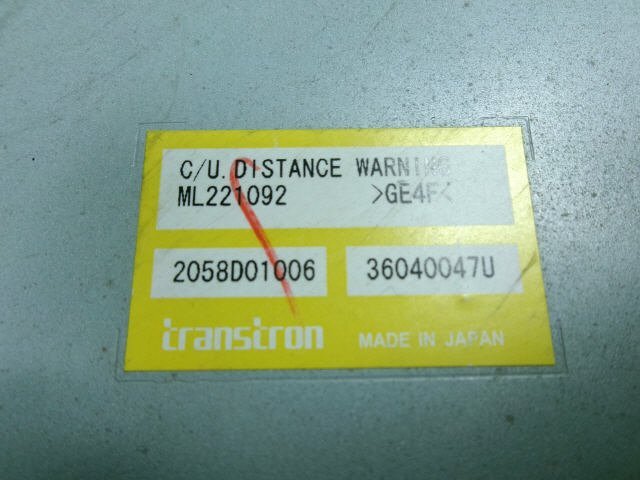 C/U. DISTANCE WARNING
ML221092 >GE4F<
2058D01006 36040047U
transtron MADE IN JAPAN